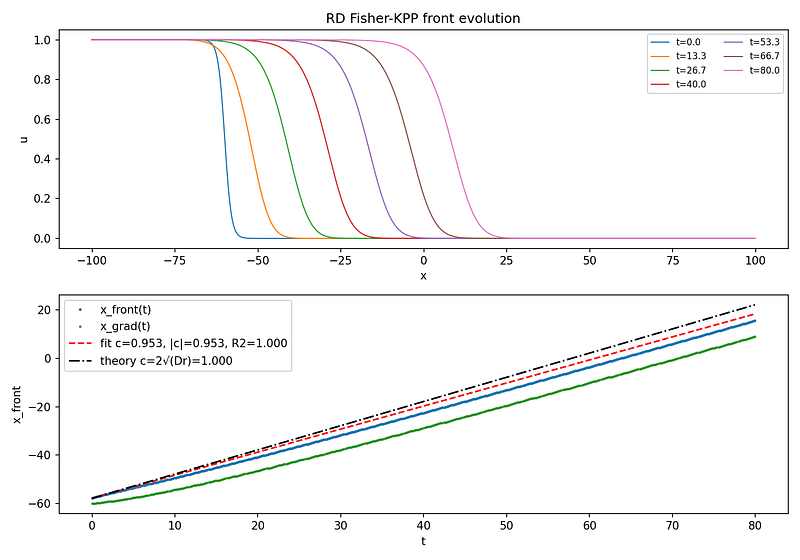 RD Fisher-KPP front evolution
u
1.0
0.8
0.6
0.4
0.2
0.0
t=0.0
t=13.3
t=26.7
t=40.0
t=53.3
t=66.7
t=80.0
−100
−75
−50
−25
0
25
50
75
100
x
x_front
20
0
−20
−40
−60
x_front(t)
x_grad(t)
fit c=0.953, |c|=0.953, R2=1.000
theory c=2√(Dr)=1.000
0
10
20
30
40
50
60
70
80
t